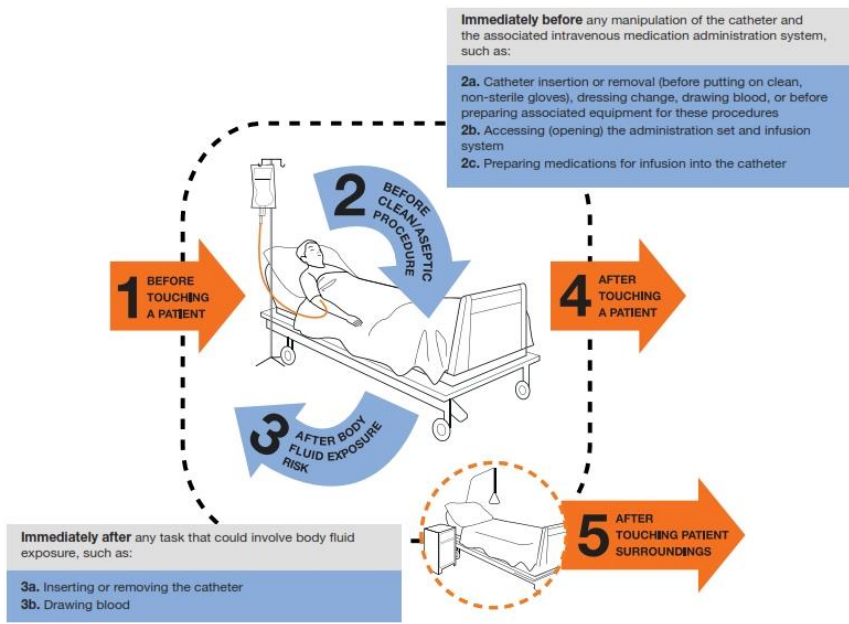 Immediately before any manipulation of the catheter and
the associated intravenous medication administration system,
such as:
2a. Catheter insertion or removal (before putting on clean,
non-sterile gloves), dressing change, drawing blood, or before
preparing associated equipment for these procedures
2b. Accessing (opening) the administration set and infusion
system
2c. Preparing medications for infusion into the catheter
1
BEFORE
TOUCHING
A PATIENT
2
BEFORE
CLEAN/ASEPTIC
PROCEDURE
3
AFTER BODY
FLUID EXPOSURE
RISK
4
AFTER
TOUCHING
A PATIENT
5
AFTER
TOUCHING PATIENT
SURROUNDINGS
Immediately after any task that could involve body fluid
exposure, such as:
3a. Inserting or removing the catheter
3b. Drawing blood